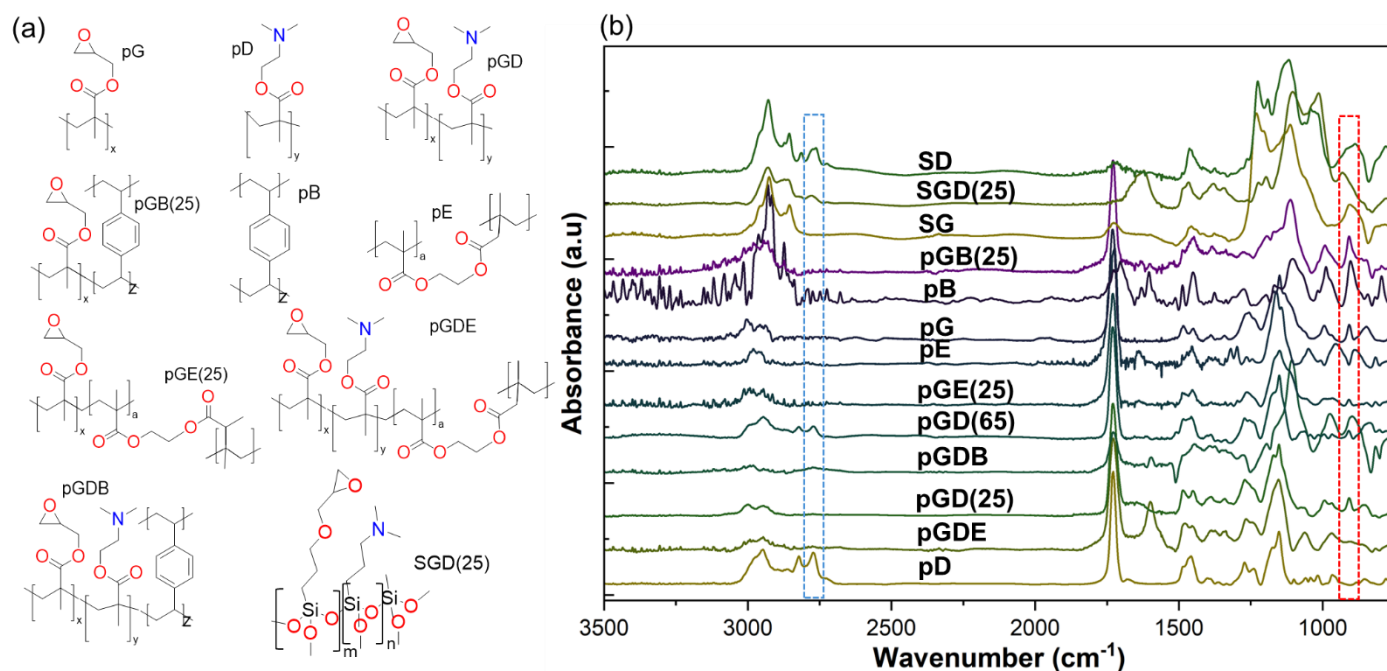 (a)
pG
pD
pGD
O
N
O
N
O
O
O
O
O
O
O
O
x
y
x
y
pGB(25)
pB
pE
O
O
O
x
z
z
a
O
O
O
O
pGE(25)
pGDE
O
O
O
x
a
O
O
O
O
O
N
O
O
O
O
x
y
a
O
O
O
O
pGDB
O
N
O
O
O
O
x
y
z
SGD(25)
O
O
N
Si
Si
Si
O
O
O
O
O
O
O
O
m
n
(b)
Absorbance (a.u)
SD
SGD(25)
SG
pGB(25)
pB
pG
pE
pGE(25)
pGD(65)
pGDB
pGD(25)
pGDE
pD
3500
3000
2500
2000
1500
1000
Wavenumber (cm-1)